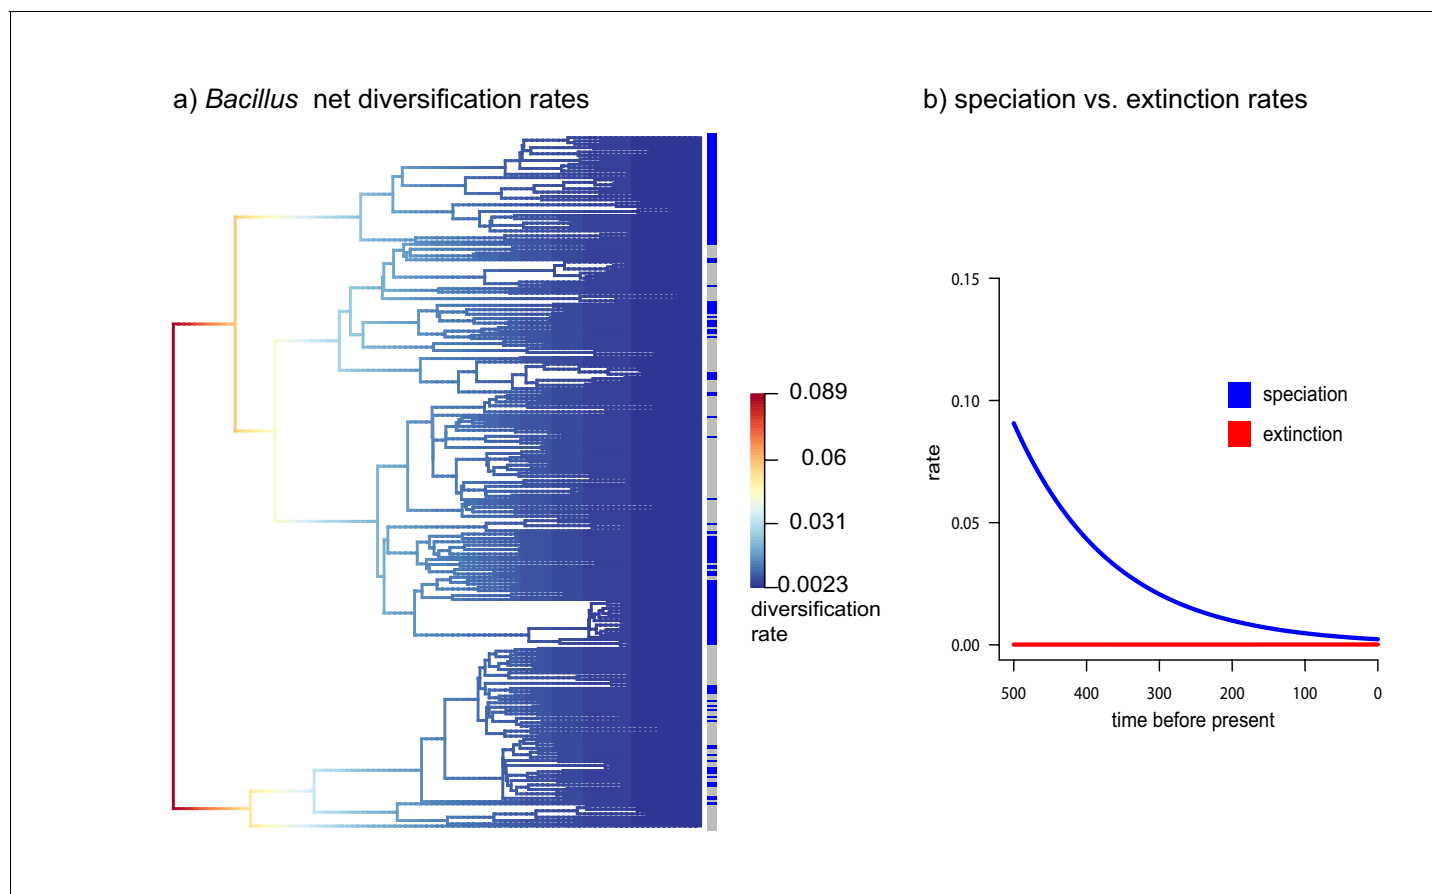 a) Bacillus net diversification rates
0.089
0.06
0.031
0.0023
diversification
rate
b) speciation vs. extinction rates
0.15
0.10
0.05
0.00
rate
speciation
extinction
500 400 300 200 100 0
time before present